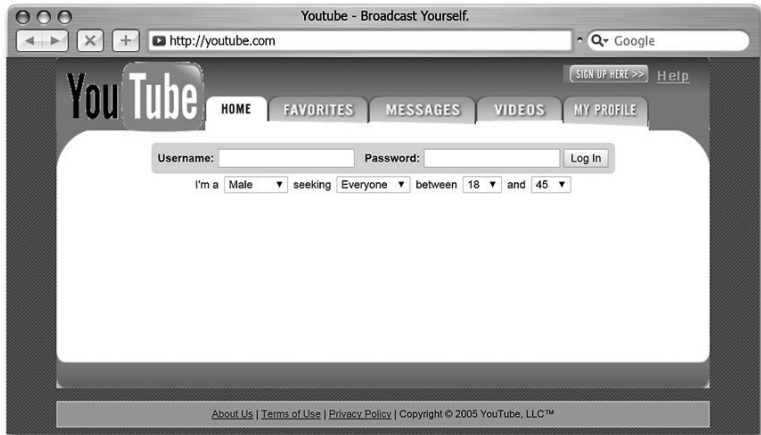 Youtube - Broadcast Yourself.
http://youtube.com
Google
SIGN UP HERE >> Help
YouTube
HOME FAVORITES MESSAGES VIDEOS MY PROFILE
Username: Password: Log In
I'm a Male seeking Everyone between 18 and 45
About Us | Terms of Use | Privacy Policy | Copyright © 2005 YouTube, LLC™